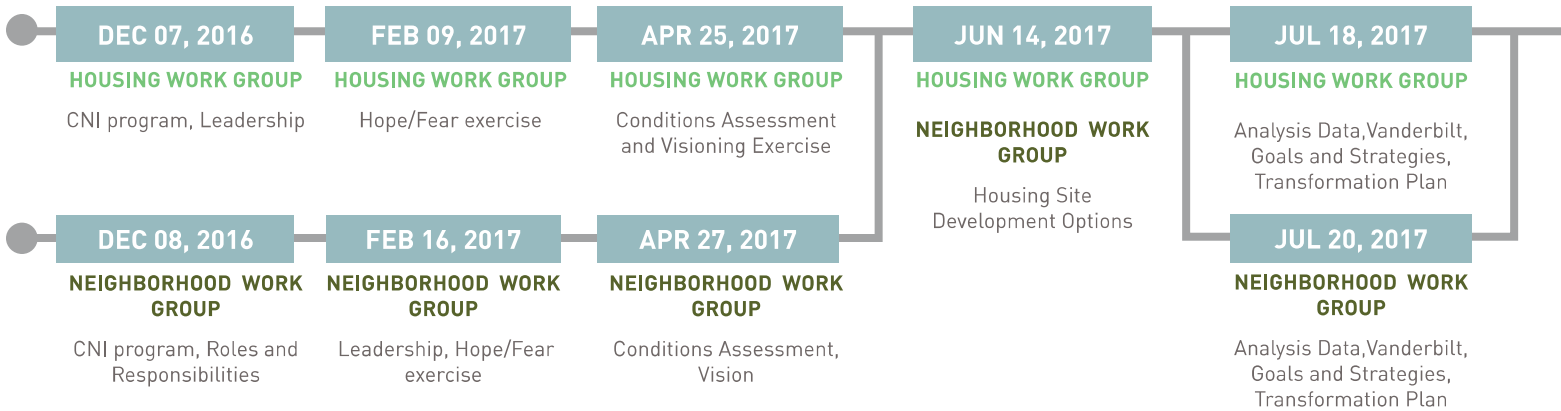 DEC 07, 2016
HOUSING WORK GROUP
CNI program, Leadership
FEB 09, 2017
HOUSING WORK GROUP
Hope/Fear exercise
APR 25, 2017
HOUSING WORK GROUP
Conditions Assessment
and Visioning Exercise
JUN 14, 2017
HOUSING WORK GROUP
NEIGHBORHOOD WORK
GROUP
Housing Site
Development Options
JUL 18, 2017
HOUSING WORK GROUP
Analysis Data,Vanderbilt,
Goals and Strategies,
Transformation Plan
DEC 08, 2016
NEIGHBORHOOD WORK
GROUP
CNI program, Roles and
Responsibilities
FEB 16, 2017
NEIGHBORHOOD WORK
GROUP
Leadership, Hope/Fear
exercise
APR 27, 2017
NEIGHBORHOOD WORK
GROUP
Conditions Assessment,
Vision
JUL 20, 2017
NEIGHBORHOOD WORK
GROUP
Analysis Data,Vanderbilt,
Goals and Strategies,
Transformation Plan